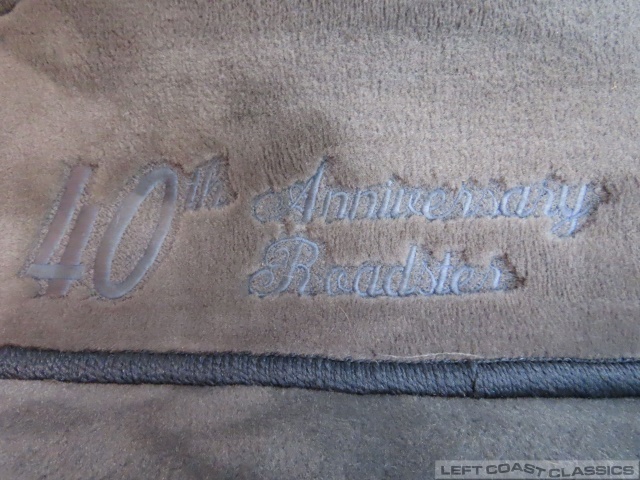 40th Anniversary
Roadster
LEFT COAST CLASSICS